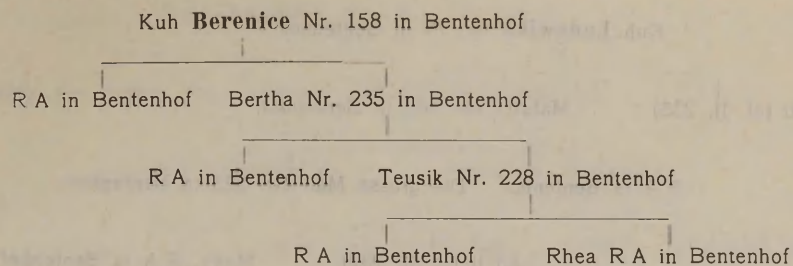 Kuh Berenice Nr. 158 in Bentenhof
R A in Bentenhof Bertha Nr. 235 in Bentenhof
R A in Bentenhof Teusik Nr. 228 in Bentenhof
R A in Bentenhof Rhea R A in Bentenhof